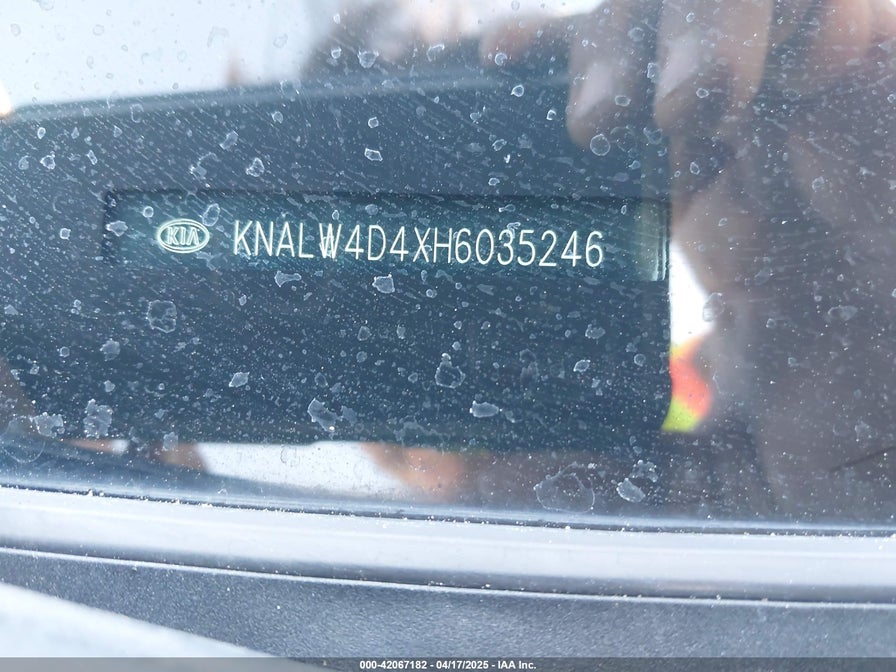 KIA KNALW4D4XH6035246
000-42067182 - 04/17/2025 - IAA Inc.